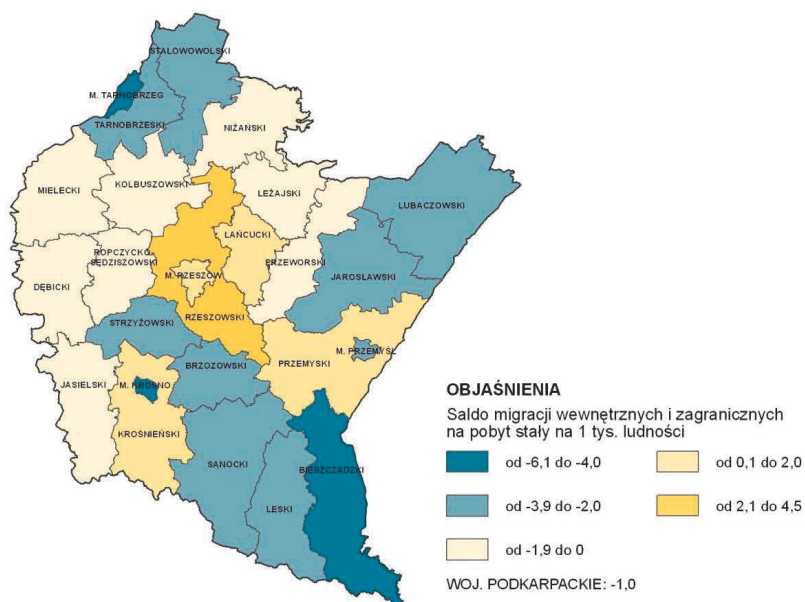 STALOWOWOLSKI
M. TARNOBRZEG
TARNOBRZESKI
NIŻAŃSKI
MIELECKI
KOLBUSZOWSKI
LEŻAJSKI
LUBACZOWSKI
ŁAŃCUCKI
ROPCZYCKO-
SĘDZISZOWSKI
PRZEWORSKI
JAROSŁAWSKI
DĘBICKI
M. RZESZÓW
RZESZOWSKI
STRZYŻOWSKI
M. PRZEMYŚL
PRZEMYSKI
BRZOZOWSKI
JASIELSKI
M. KROSNO
KROŚNIEŃSKI
SANOCKI
BIESZCZADZKI
LESKI
OBJAŚNIENIA
Saldo migracji wewnętrznych i zagranicznych
na pobyt stały na 1 tys. ludności
od -6,1 do -4,0
od 0,1 do 2,0
od -3,9 do -2,0
od 2,1 do 4,5
od -1,9 do 0
WOJ. PODKARPACKIE: -1,0